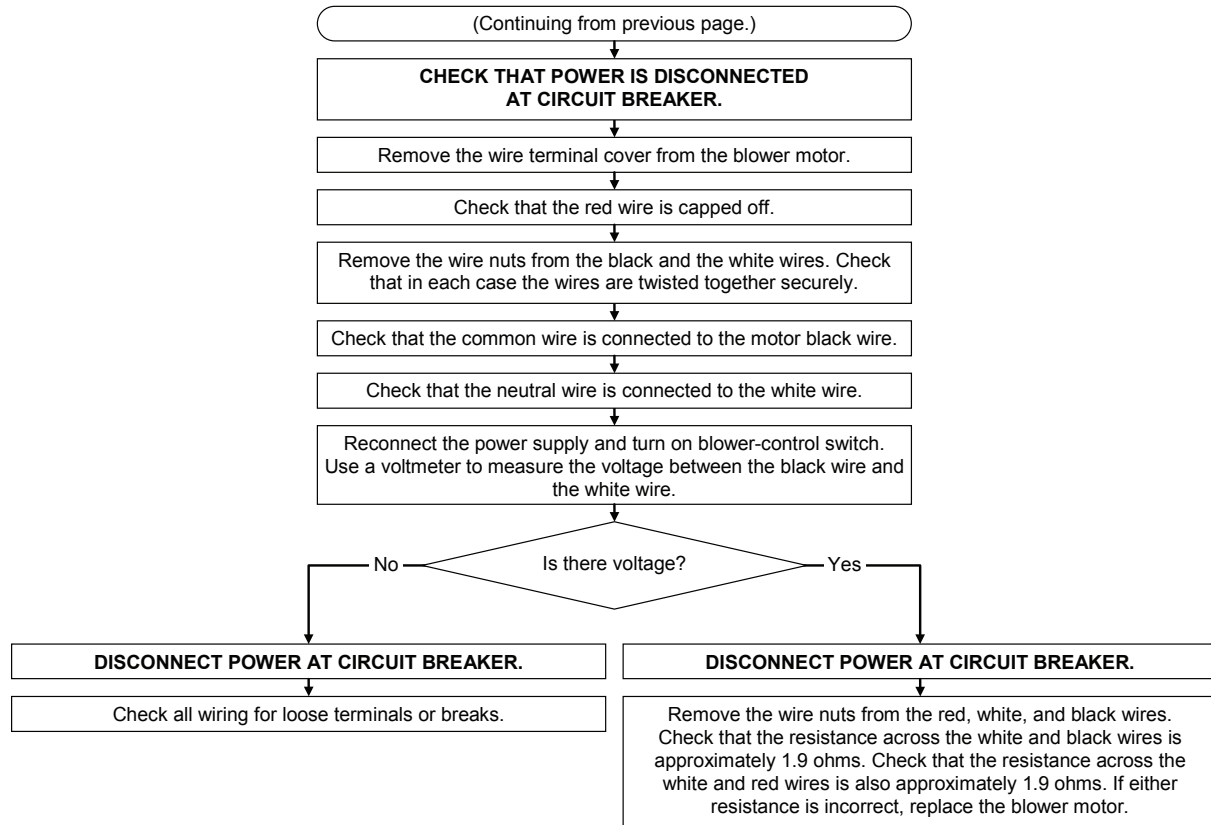 (Continuing from previous page.)
CHECK THAT POWER IS DISCONNECTED
AT CIRCUIT BREAKER.
Remove the wire terminal cover from the blower motor.
Check that the red wire is capped off.
Remove the wire nuts from the black and the white wires. Check
that in each case the wires are twisted together securely.
Check that the common wire is connected to the motor black wire.
Check that the neutral wire is connected to the white wire.
Reconnect the power supply and turn on blower-control switch.
Use a voltmeter to measure the voltage between the black wire and
the white wire.
Is there voltage?
No
Yes
DISCONNECT POWER AT CIRCUIT BREAKER.
Check all wiring for loose terminals or breaks.
DISCONNECT POWER AT CIRCUIT BREAKER.
Remove the wire nuts from the red, white, and black wires.
Check that the resistance across the white and black wires is
approximately 1.9 ohms. Check that the resistance across the
white and red wires is also approximately 1.9 ohms. If either
resistance is incorrect, replace the blower motor.